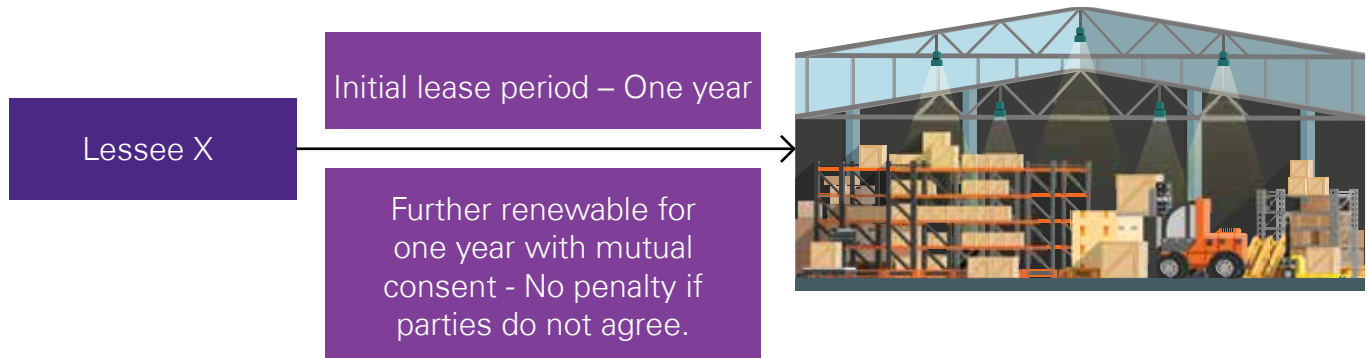 Lessee X
Initial lease period – One year
Further renewable for
one year with mutual
consent - No penalty if
parties do not agree.